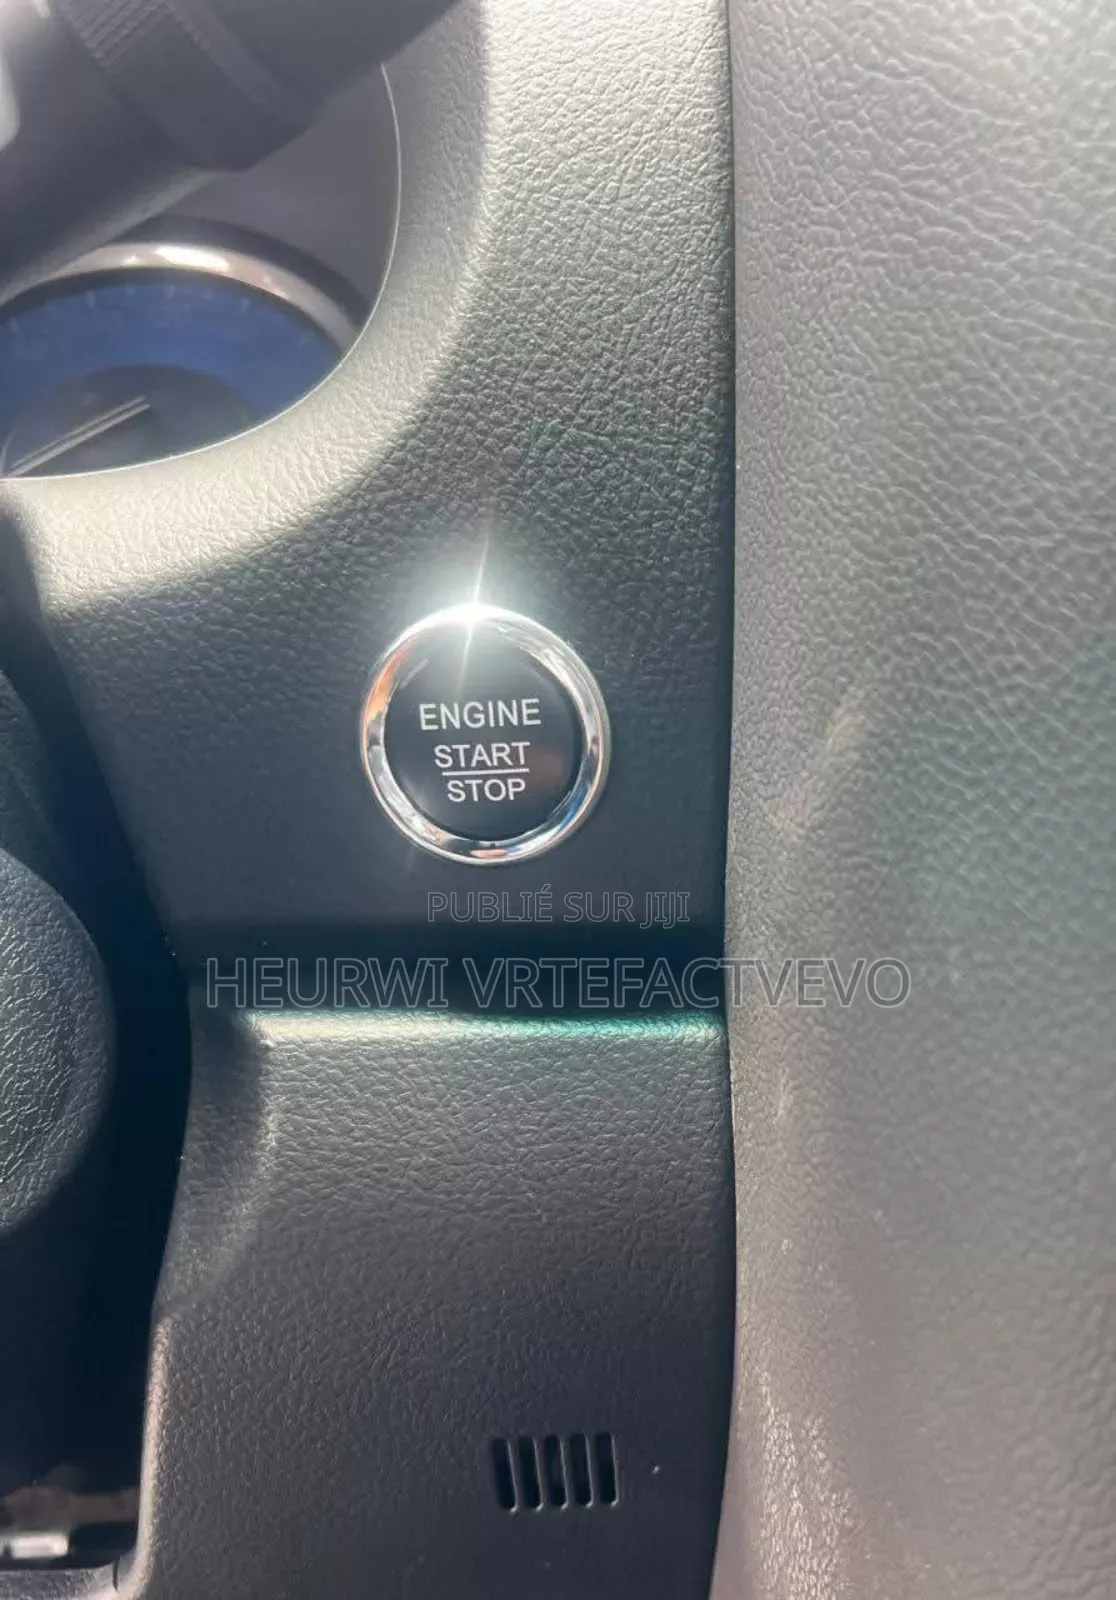 ENGINE
START
STOP
PUBLIÉ SUR JIJI
HEURWI VRTEFACTVEVO